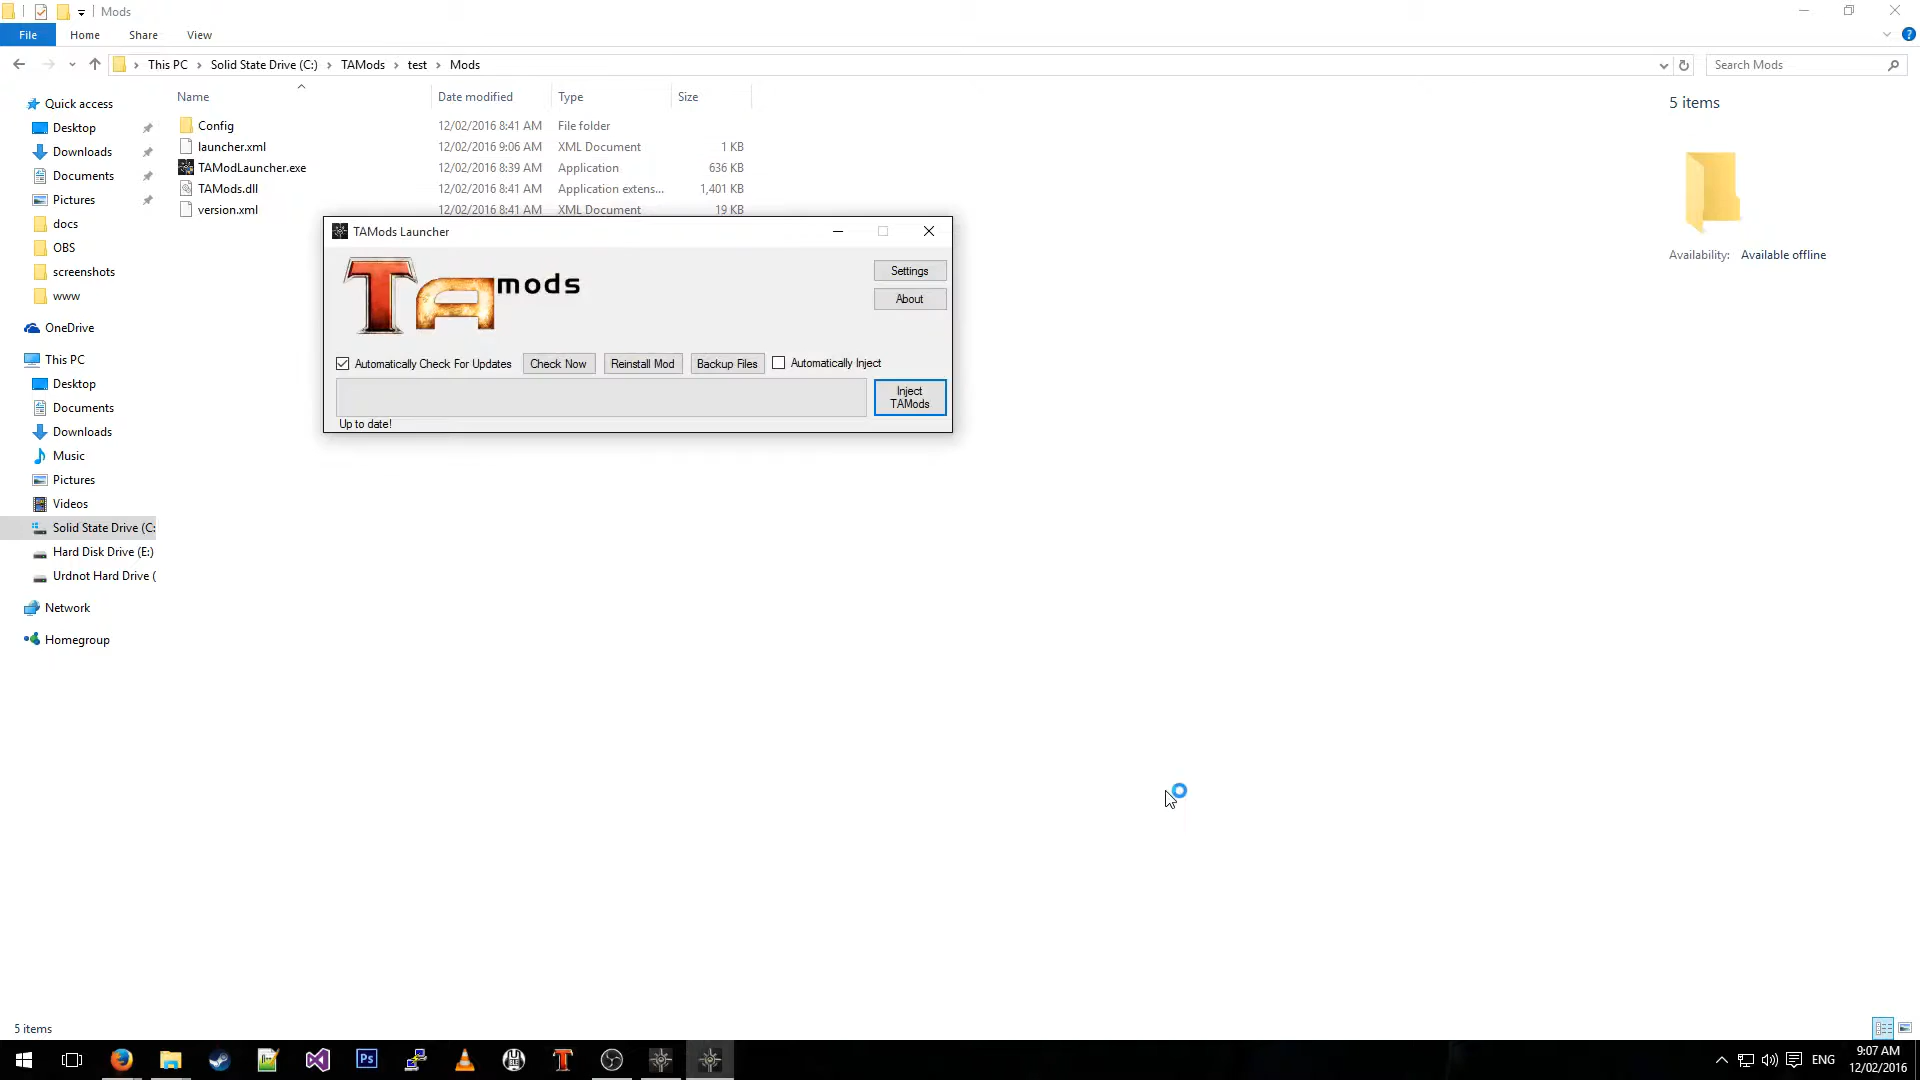 Mods
File Home Share View
This PC Solid State Drive (C:) TAMods test Mods
Search Mods
Name Date modified Type Size
5 items
Quick access
Desktop
Downloads
Documents
Pictures
docs
OBS
screenshots
www
OneDrive
This PC
Desktop
Documents
Downloads
Music
Pictures
Videos
Solid State Drive (C:
Hard Disk Drive (E:)
Urdnot Hard Drive (
Network
Homegroup
Config 12/02/2016 8:41 AM File folder
launcher.xml 12/02/2016 9:06 AM XML Document 1 KB
TAModLauncher.exe 12/02/2016 8:39 AM Application 636 KB
TAMods.dll 12/02/2016 8:41 AM Application extens... 1,401 KB
version.xml 12/02/2016 8:41 AM XML Document 19 KB
Availability: Available offline
TAMods Launcher
TAmods
Settings
About
Automatically Check For Updates Check Now Reinstall Mod Backup Files Automatically Inject
Inject
TAMods
Up to date!
5 items
Ps
T
ENG
9:07 AM
12/02/2016